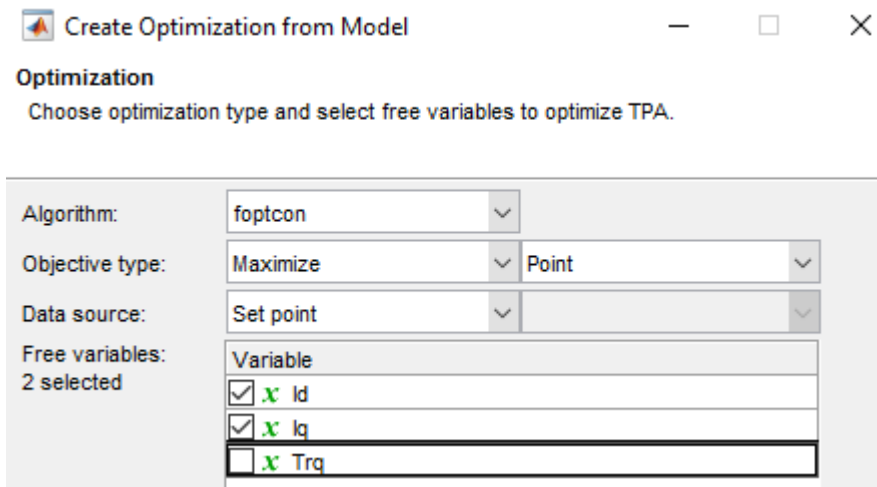 Create Optimization from Model
Optimization
Choose optimization type and select free variables to optimize TPA.
Algorithm: foptcon
Objective type: Maximize Point
Data source: Set point
Free variables: Variable
2 selected
x Id
x Iq
x Trq